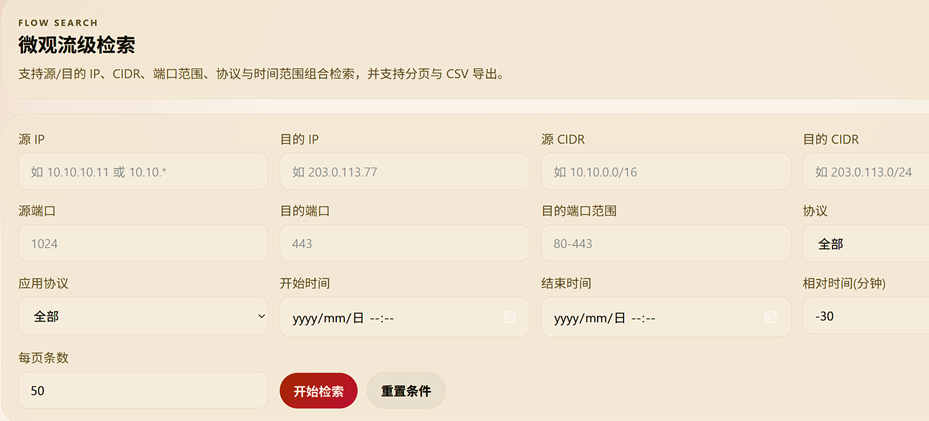 FLOW SEARCH
微观流级检索
支持源/目的 IP、CIDR、端口范围、协议与时间范围组合检索，并支持分页与 CSV 导出。
源 IP 目的 IP 源 CIDR 目的 CIDR
如 10.10.10.11 或 10.10.* 如 203.0.113.77 如 10.10.0.0/16 如 203.0.113.0/24
源端口 目的端口 目的端口范围 协议
1024 443 80-443 全部
应用协议 开始时间 结束时间 相对时间(分钟)
全部 yyyy/mm/日 --:-- yyyy/mm/日 --:-- -30
每页条数
50 开始检索 重置条件